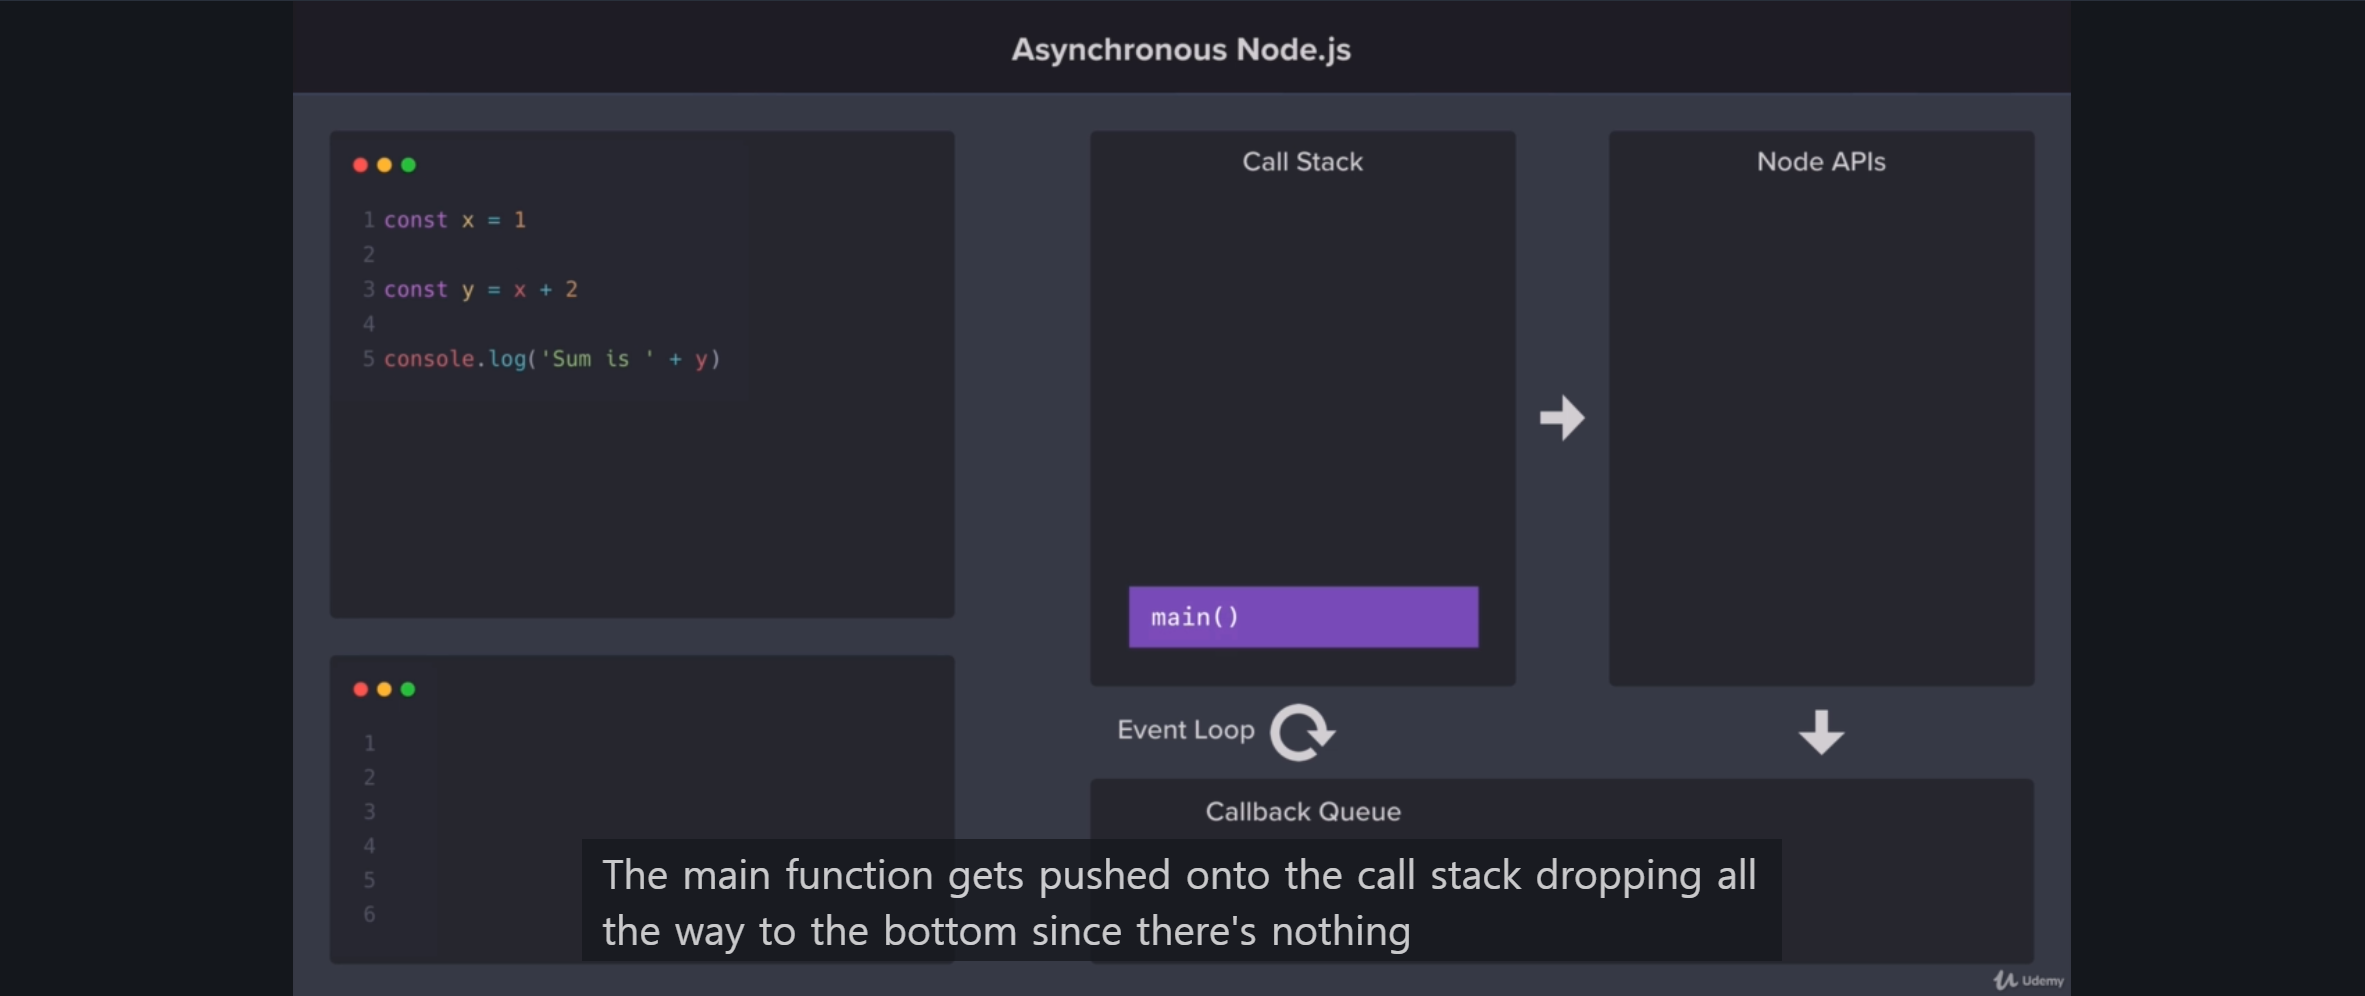 Asynchronous Node.js
1 const x = 1
2
3 const y = x + 2
4
5 console.log('Sum is ' + y)
1
2
3
4
5
6
Call Stack
main()
Node APIs
Event Loop
Callback Queue
The main function gets pushed onto the call stack dropping all
the way to the bottom since there's nothing
Udemy